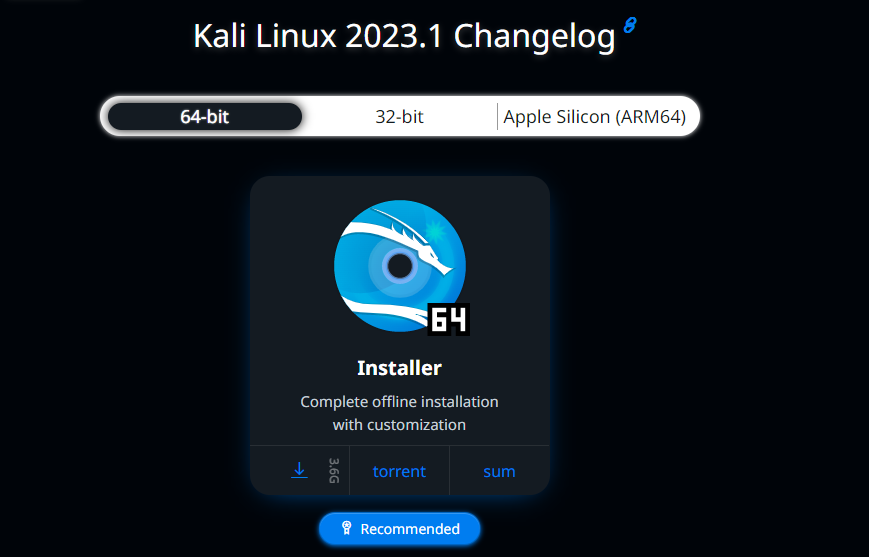 Kali Linux 2023.1 Changelog
64-bit
32-bit
Apple Silicon (ARM64)
64
Installer
Complete offline installation
with customization
3.6G
torrent
sum
Recommended